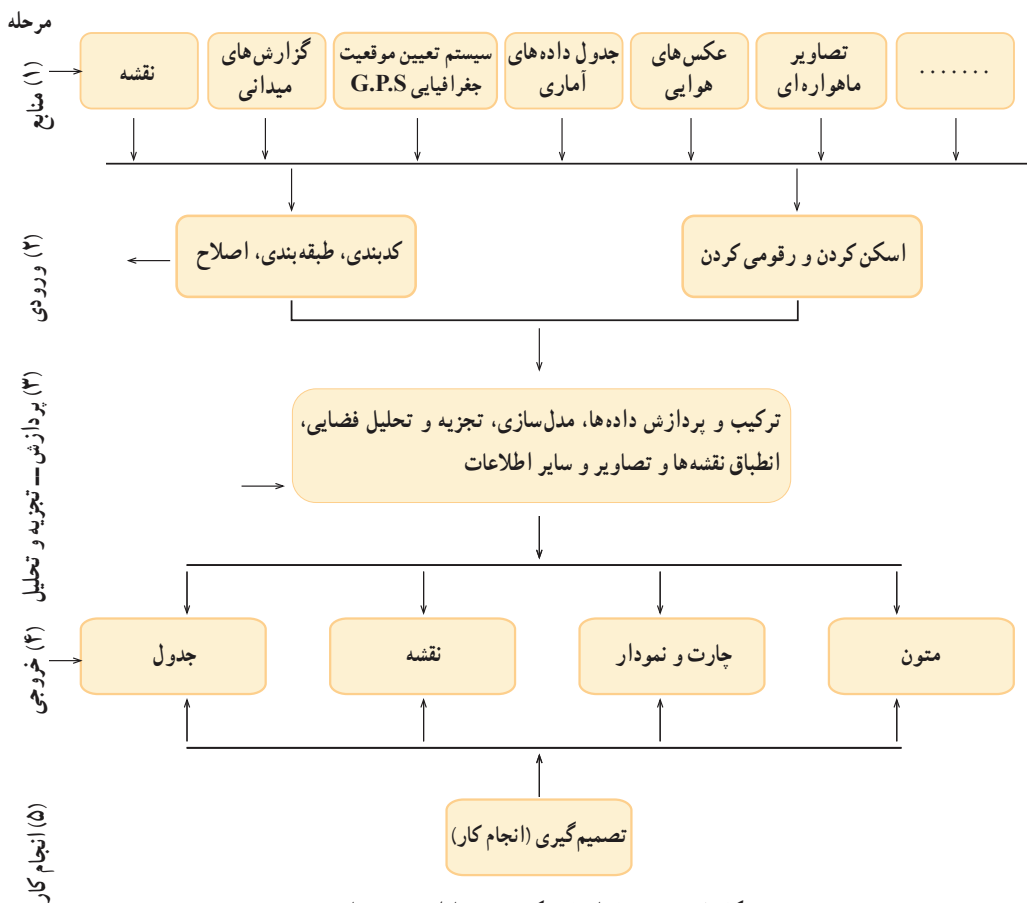 مرحله
(۱) منابع
نقشه
گزارش‌های
میدانی
سیستم تعیین موقعیت
جغرافیایی G.P.S
جدول داده‌های
آماری
عکس‌های
هوایی
تصاویر
ماهواره‌ای
.......
(۲) ورودی
کدبندی، طبقه‌بندی، اصلاح
اسکن کردن و رقومی کردن
(۳) پردازش – تجزیه و تحلیل
ترکیب و پردازش داده‌ها، مدل‌سازی، تجزیه و تحلیل فضایی،
انطباق نقشه‌ها و تصاویر و سایر اطلاعات
(۴) خروجی
جدول
نقشه
چارت و نمودار
متون
(۵) انجام کار
تصمیم‌گیری (انجام کار)